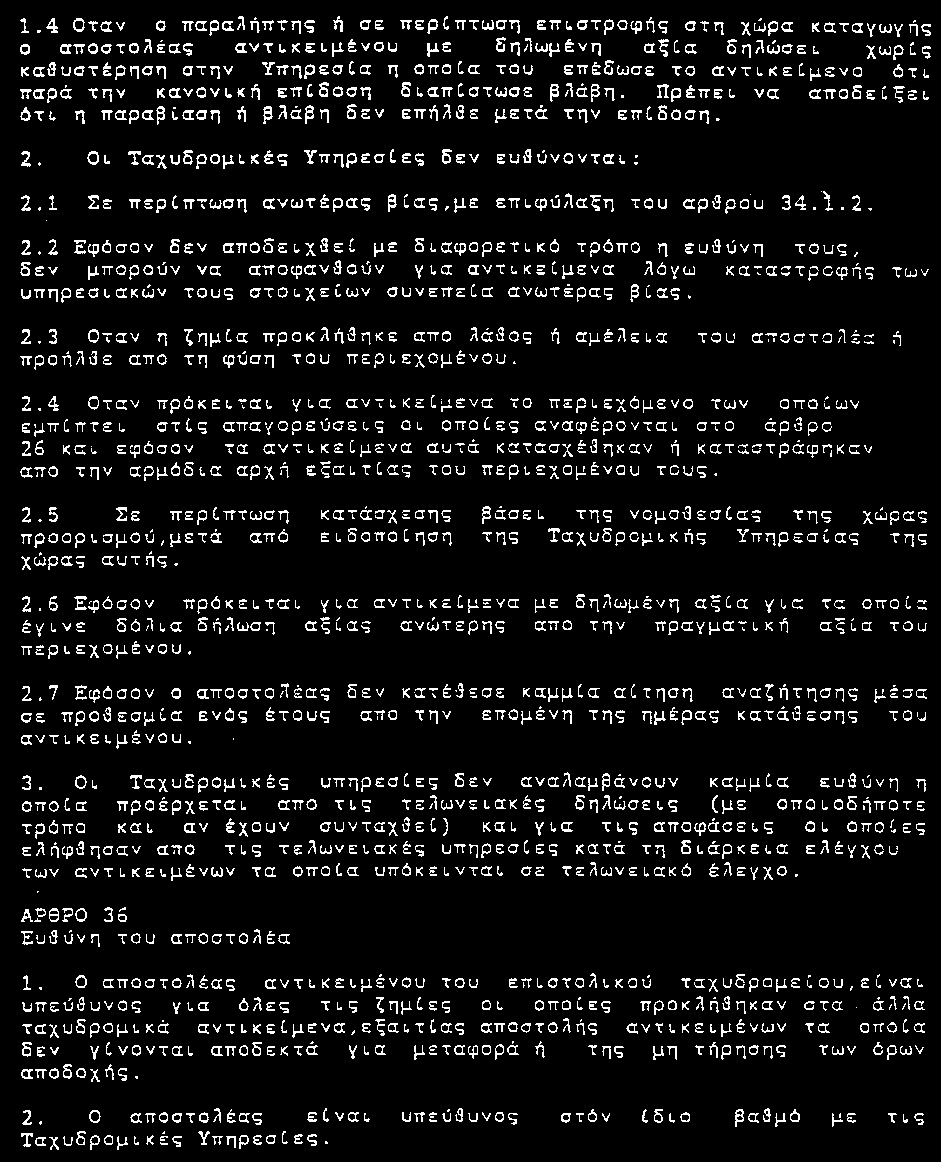 1.4 Οταν ο παραλήπτης ή σε περίπτωση επιστροφής στη χώρα καταγωγής
ο αποστολέας αντικειμένου με δηλωμένη αξία δηλώσει χωρίς
καθυστέρηση στην Υπηρεσία η οποία του επέδωσε το αντικείμενο ότι
παρά την κανονική επίδοση διαπίστωσε βλάβη. Πρέπει να αποδείξει
ότι η παραβίαση ή βλάβη δεν επήλθε μετά την επίδοση.
2. Οι Ταχυδρομικές Υπηρεσίες δεν ευθύνονται:
2.1 Σε περίπτωση ανωτέρας βίας,με επιφύλαξη του αρθρου 34.1.2.
2.2 Εφόσον δεν αποδειχθεί με διαφορετικό τρόπο η ευθύνη τους,
δεν μπορούν να αποφανθούν για αντικείμενα λόγω καταστροφής των
υπηρεσιακών τους στοιχείων συνεπεία ανωτέρας βίας.
2.3 Οταν η ζημία προκλήθηκε απο λάθος ή αμέλεια του αποστολέα ή
προήλθε απο τη φύση του περιεχομένου.
2.4 Οταν πρόκειται για αντικείμενα το περιεχόμενο των οποίων
εμπίπτει στίς απαγορεύσεις οι οποίες αναφέρονται στο άρθρο
26 και εφόσον τα αντικείμενα αυτά κατασχέθηκαν ή καταστράφηκαν
απο την αρμόδια αρχή εξαιτίας του περιεχομένου τους.
2.5 Σε περίπτωση κατάσχεσης βάσει της νομοθεσίας της χώρας
προορισμού,μετά από ειδοποίηση της Ταχυδρομικής Υπηρεσίας της
χώρας αυτής.
2.6 Εφόσον πρόκειται για αντικείμενα με δηλωμένη αξία για τα οποία
έγινε δόλια δήλωση αξίας ανώτερης απο την πραγματική αξία του
περιεχομένου.
2.7 Εφόσον ο αποστολέας δεν κατέθεσε καμμία αίτηση αναζήτησης μέσα
σε προθεσμία ενός έτους απο την επομένη της ημέρας κατάθεσης του
αντικειμένου.
3. Οι Ταχυδρομικές υπηρεσίες δεν αναλαμβάνουν καμμία ευθύνη η
οποία προέρχεται απο τις τελωνειακές δηλώσεις (με οποιοδήποτε
τρόπο και αν έχουν συνταχθεί) και για τις αποφάσεις οι οποίες
ελήφθησαν απο τις τελωνειακές υπηρεσίες κατά τη διάρκεια ελέγχου
των αντικειμένων τα οποία υπόκεινται σε τελωνειακό έλεγχο.
ΑΡΘΡΟ 36
Ευθύνη του αποστολέα
1. Ο αποστολέας αντικειμένου του επιστολικού ταχυδρομείου,είναι
υπεύθυνος για όλες τις ζημίες οι οποίες προκλήθηκαν στα άλλα
ταχυδρομικά αντικείμενα,εξαιτίας αποστολής αντικειμένων τα οποία
δεν γίνονται αποδεκτά για μεταφορά ή της μη τήρησης των όρων
αποδοχής.
2. Ο αποστολέας είναι υπεύθυνος στόν ίδιο βαθμό με τις
Ταχυδρομικές Υπηρεσίες.